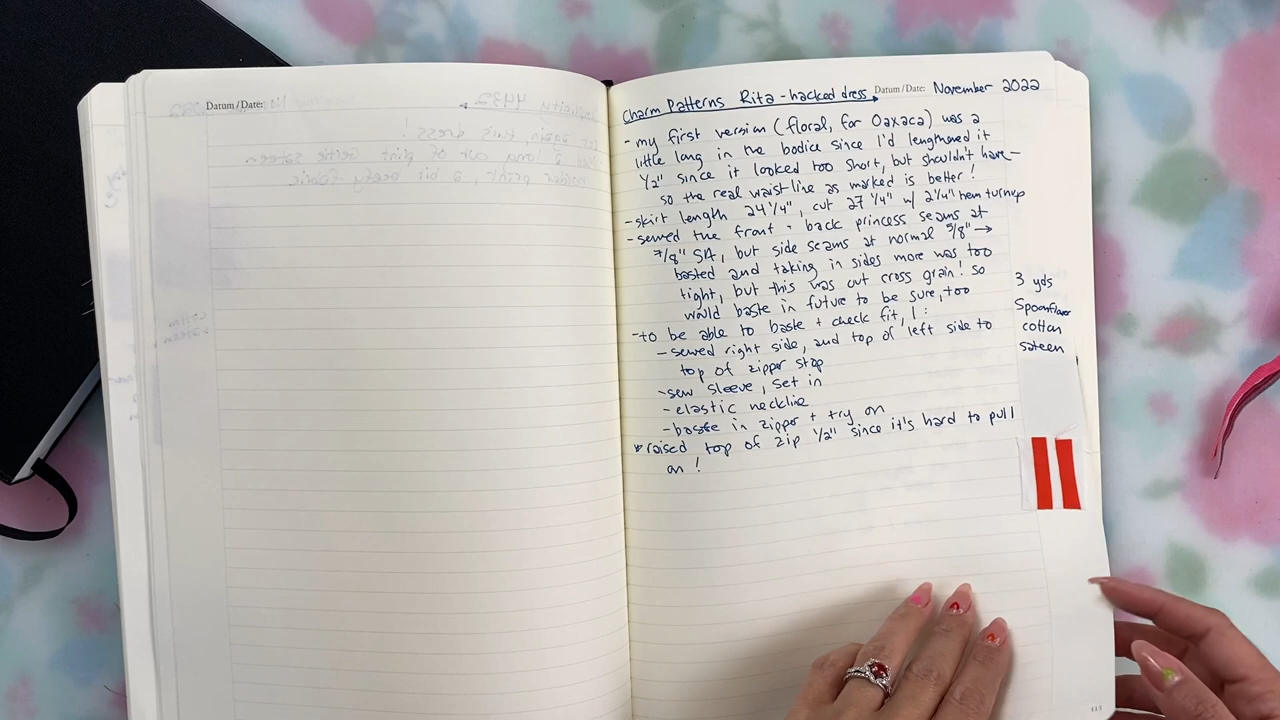 Datum / Date:
Charm Patterns Rita - hacked dress Datum / Date: November 2022
- my first version (floral, for Oaxaca) was a
little long in the bodice since I'd lengthened it
1/2" since it looked too short, but shouldn't have -
so the real waistline as marked is better!
- skirt length 24 1/4", cut 27 1/4" w/ 2 1/4" hem turnup
- sewed the front + back princess seams at
7/8" SA, but side seams at normal 5/8" →
basted and taking in sides more was too
tight, but this was cut cross grain! so
would baste in future to be sure, too
- to be able to baste + check fit, I:
- sewed right side, and top of left side to
top of zipper stop
- sew sleeve, set in
- elastic neckline
- baste in zipper + try on
* raised top of zip 1/2" since it's hard to pull
on!
3 yds
Spoonflower
cotton
sateen